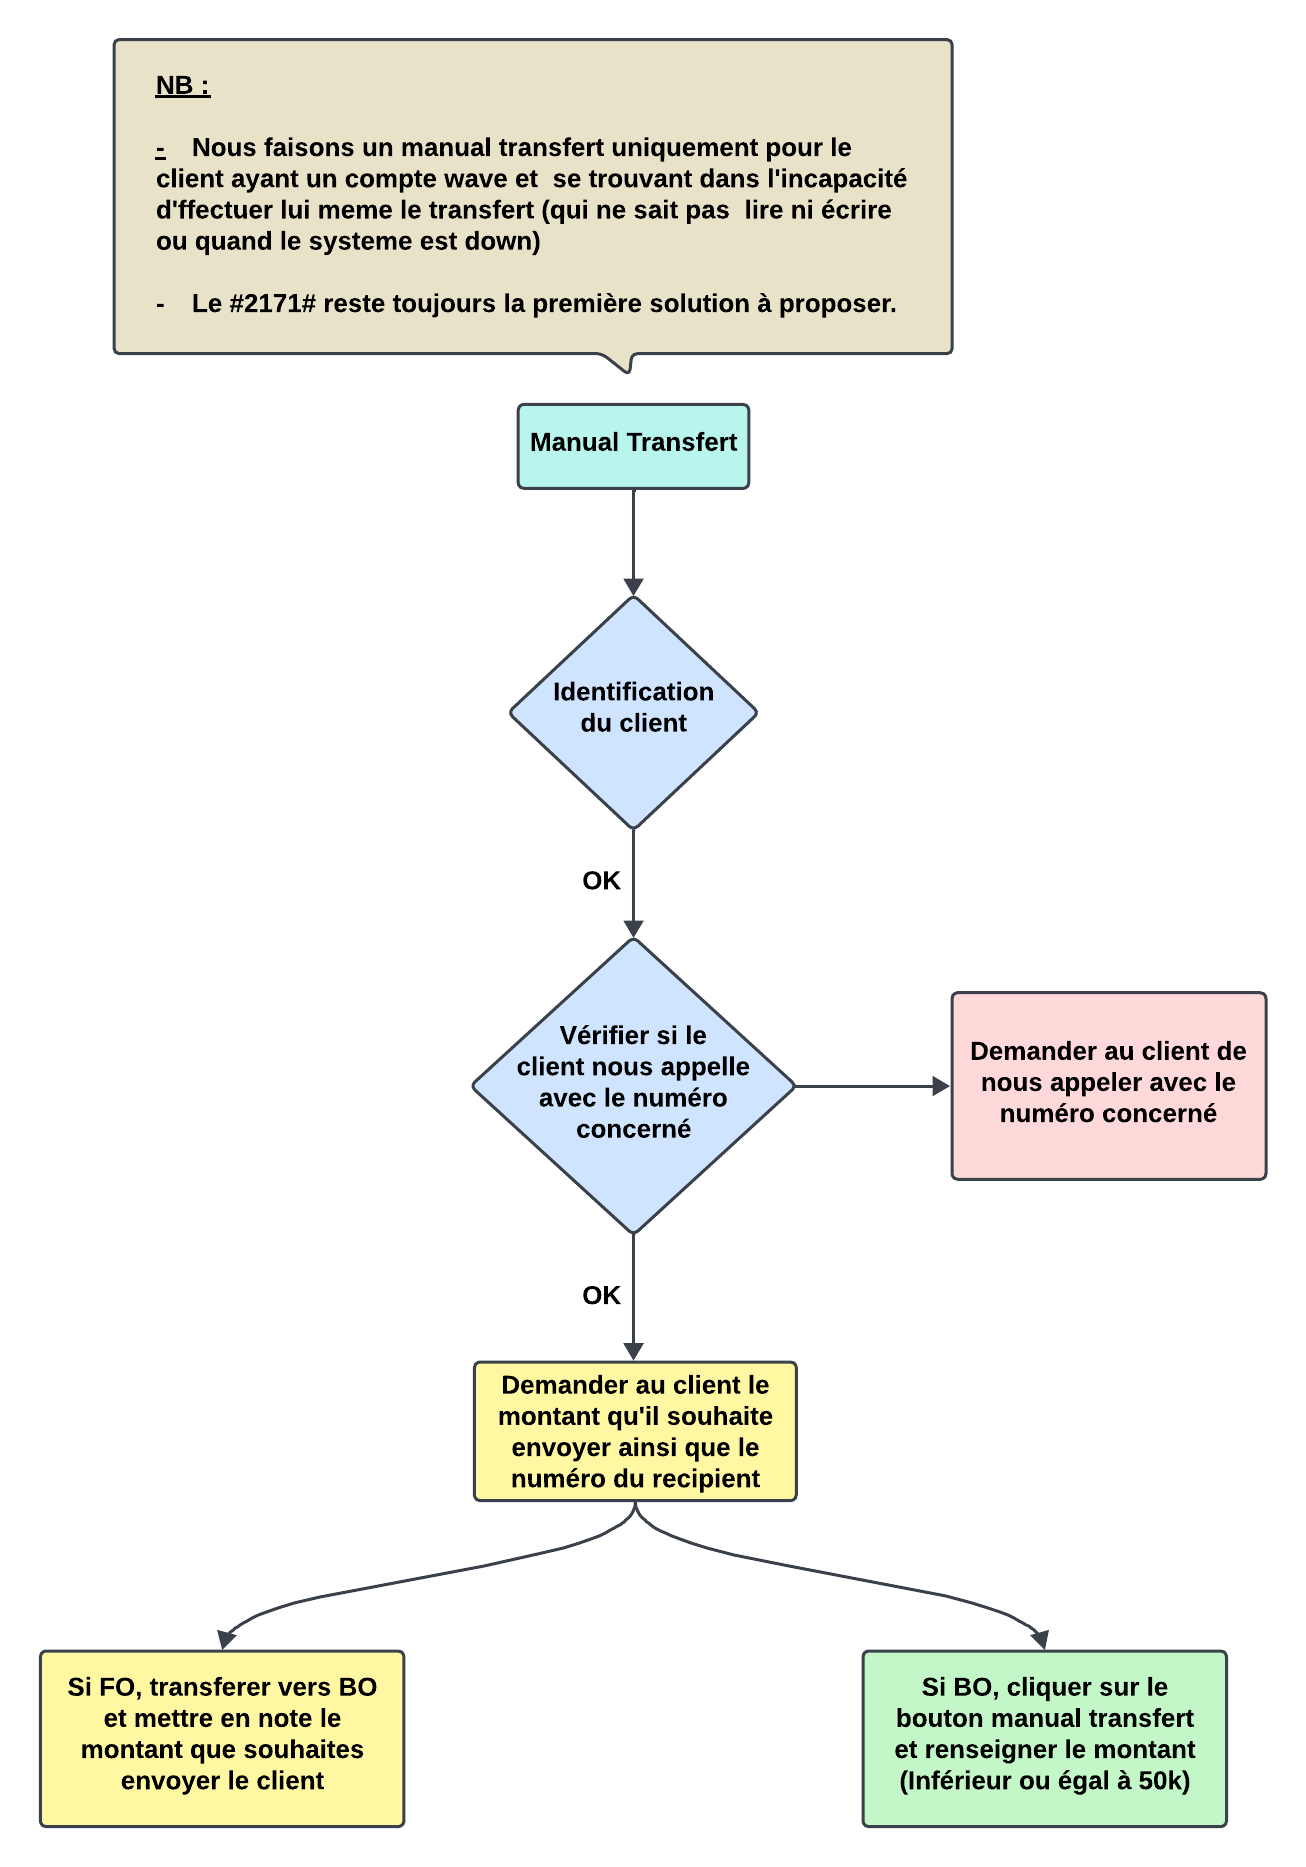 NB :
- Nous faisons un manual transfert uniquement pour le
client ayant un compte wave et se trouvant dans l'incapacité
d'ffectuer lui meme le transfert (qui ne sait pas lire ni écrire
ou quand le systeme est down)
- Le #2171# reste toujours la première solution à proposer.
Manual Transfert
Identification
du client
OK
Vérifier si le
client nous appelle
avec le numéro
concerné
Demander au client de
nous appeler avec le
numéro concerné
OK
Demander au client le
montant qu'il souhaite
envoyer ainsi que le
numéro du recipient
Si FO, transferer vers BO
et mettre en note le
montant que souhaites
envoyer le client
Si BO, cliquer sur le
bouton manual transfert
et renseigner le montant
(Inférieur ou égal à 50k)